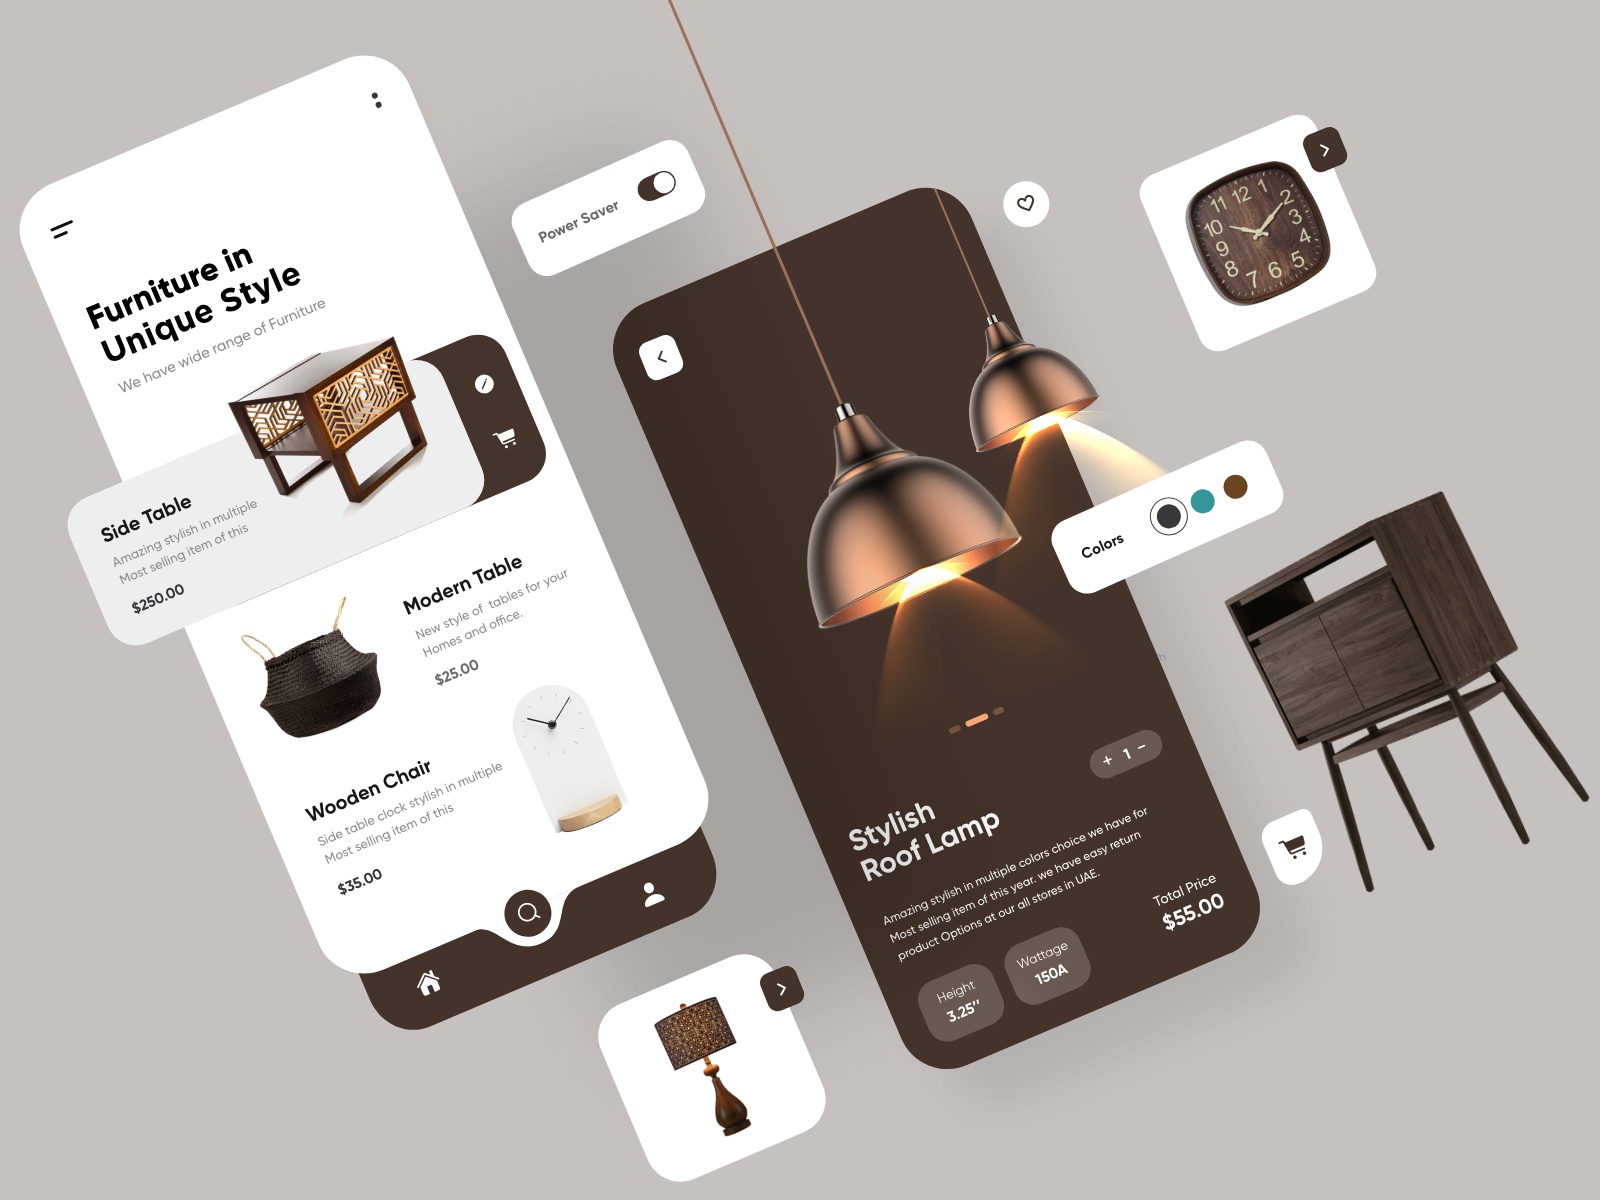 Furniture in
Unique Style
We have wide range of Furniture
Side Table
Amazing stylish in multiple
Most selling item of this
$250.00
Modern Table
New style of tables for your
Homes and office.
$25.00
Wooden Chair
Side table clock stylish in multiple
Most selling item of this
$35.00
Power Saver
Colors
+ 1 −
Stylish
Roof Lamp
Amazing stylish in multiple colors choice we have for
Most selling item of this year. we have easy return
product Options at our all stores in UAE.
Total Price
$55.00
Height
3.25’’
Wattage
150A
11 12 1
10 2
9 3
8 4
7 6 5